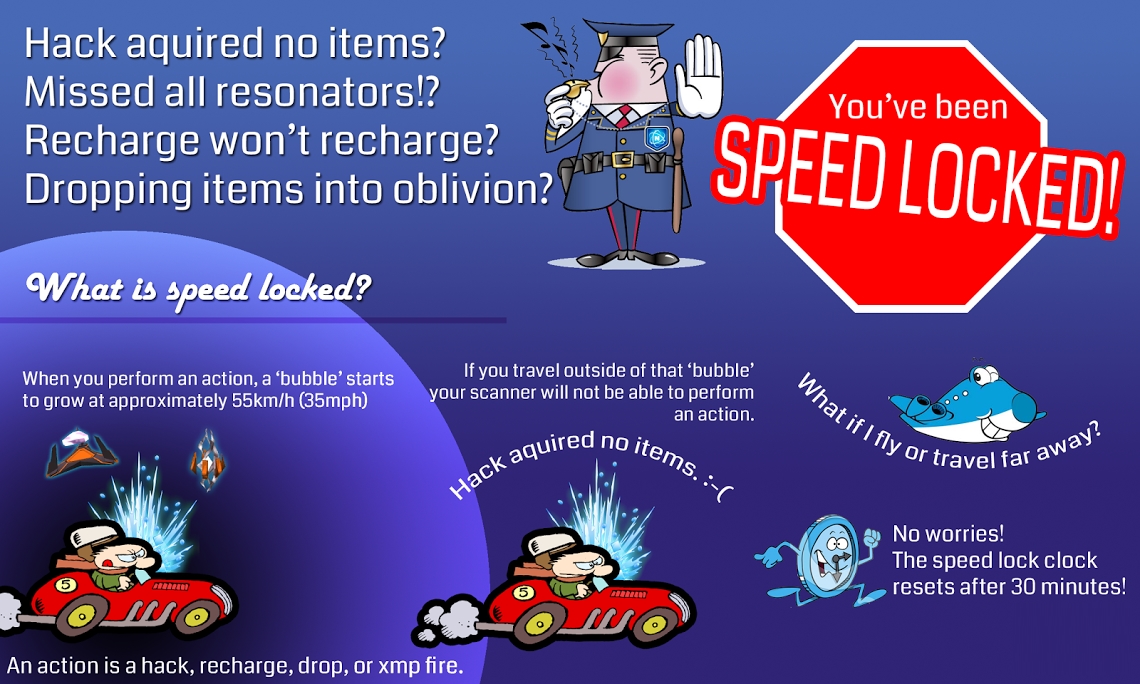 Hack aquired no items?
Missed all resonators!?
Recharge won't recharge?
Dropping items into oblivion?
You've been
SPEED LOCKED!
What is speed locked?
When you perform an action, a 'bubble' starts
to grow at approximately 55km/h (35mph)
If you travel outside of that 'bubble'
your scanner will not be able to perform
an action.
Hack aquired no items. :-(
What if I fly or travel far away?
5
5
No worries!
The speed lock clock
resets after 30 minutes!
An action is a hack, recharge, drop, or xmp fire.